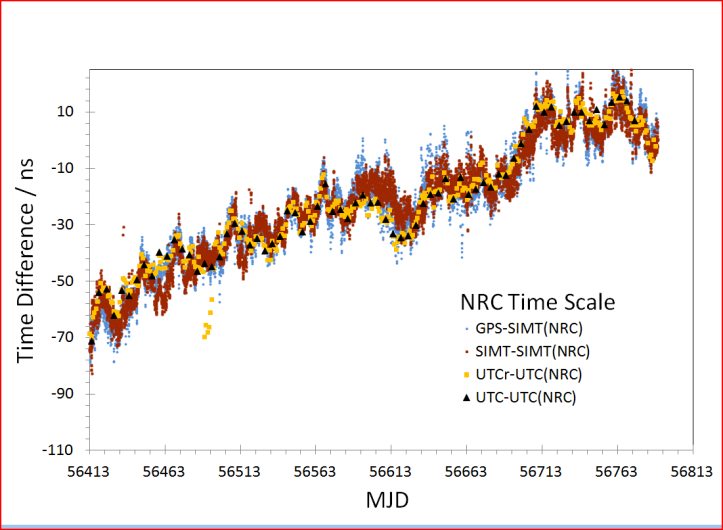 10
-10
-30
-50
-70
-90
-110
Time Difference / ns
NRC Time Scale
GPS-SIMT(NRC)
SIMT-SIMT(NRC)
UTCr-UTC(NRC)
UTC-UTC(NRC)
56413 56463 56513 56563 56613 56663 56713 56763 56813
MJD